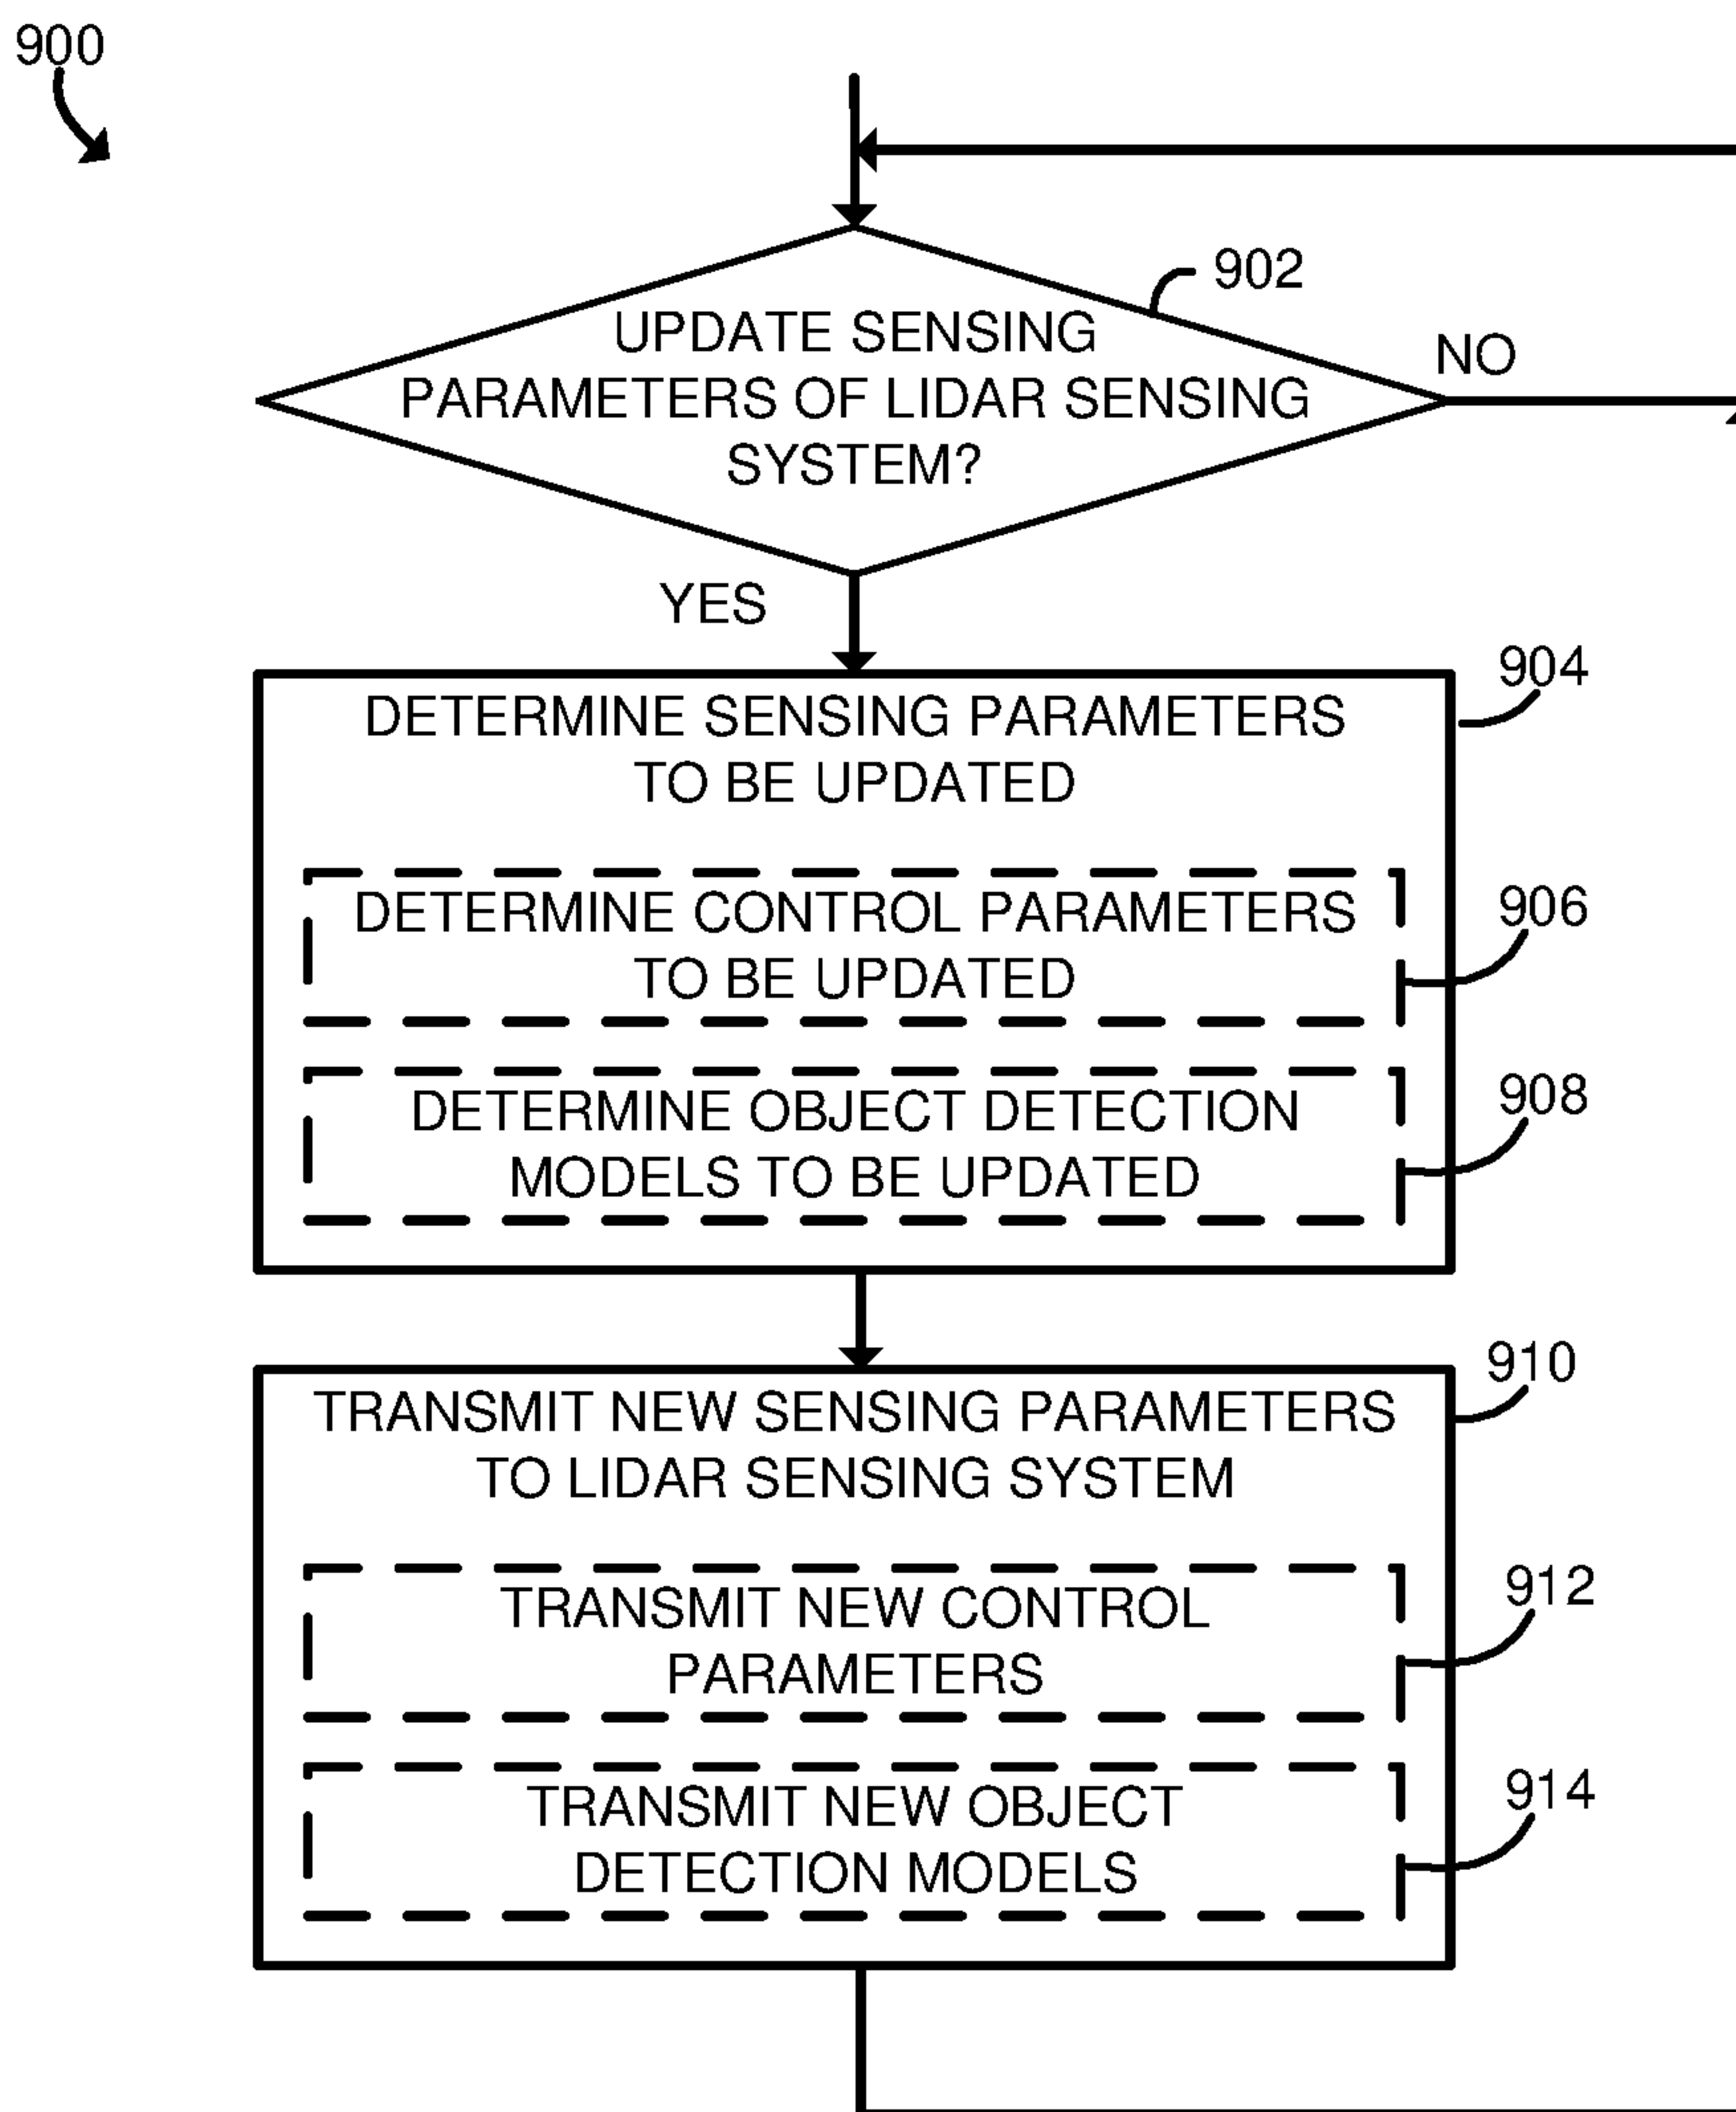 900
902
UPDATE SENSING
PARAMETERS OF LIDAR SENSING
SYSTEM?
NO
YES
904
DETERMINE SENSING PARAMETERS
TO BE UPDATED
906
DETERMINE CONTROL PARAMETERS
TO BE UPDATED
908
DETERMINE OBJECT DETECTION
MODELS TO BE UPDATED
910
TRANSMIT NEW SENSING PARAMETERS
TO LIDAR SENSING SYSTEM
912
TRANSMIT NEW CONTROL
PARAMETERS
914
TRANSMIT NEW OBJECT
DETECTION MODELS